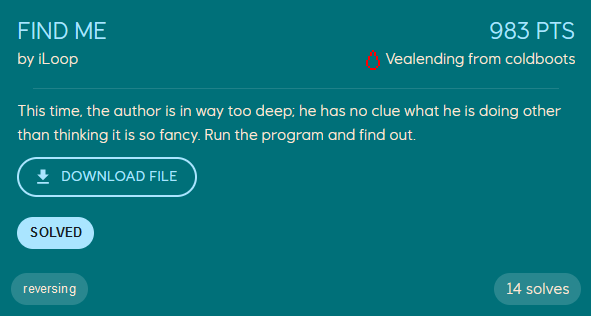 FIND ME
983 PTS
by iLoop
Vealending from coldboots
This time, the author is in way too deep; he has no clue what he is doing other
than thinking it is so fancy. Run the program and find out.
DOWNLOAD FILE
SOLVED
reversing
14 solves